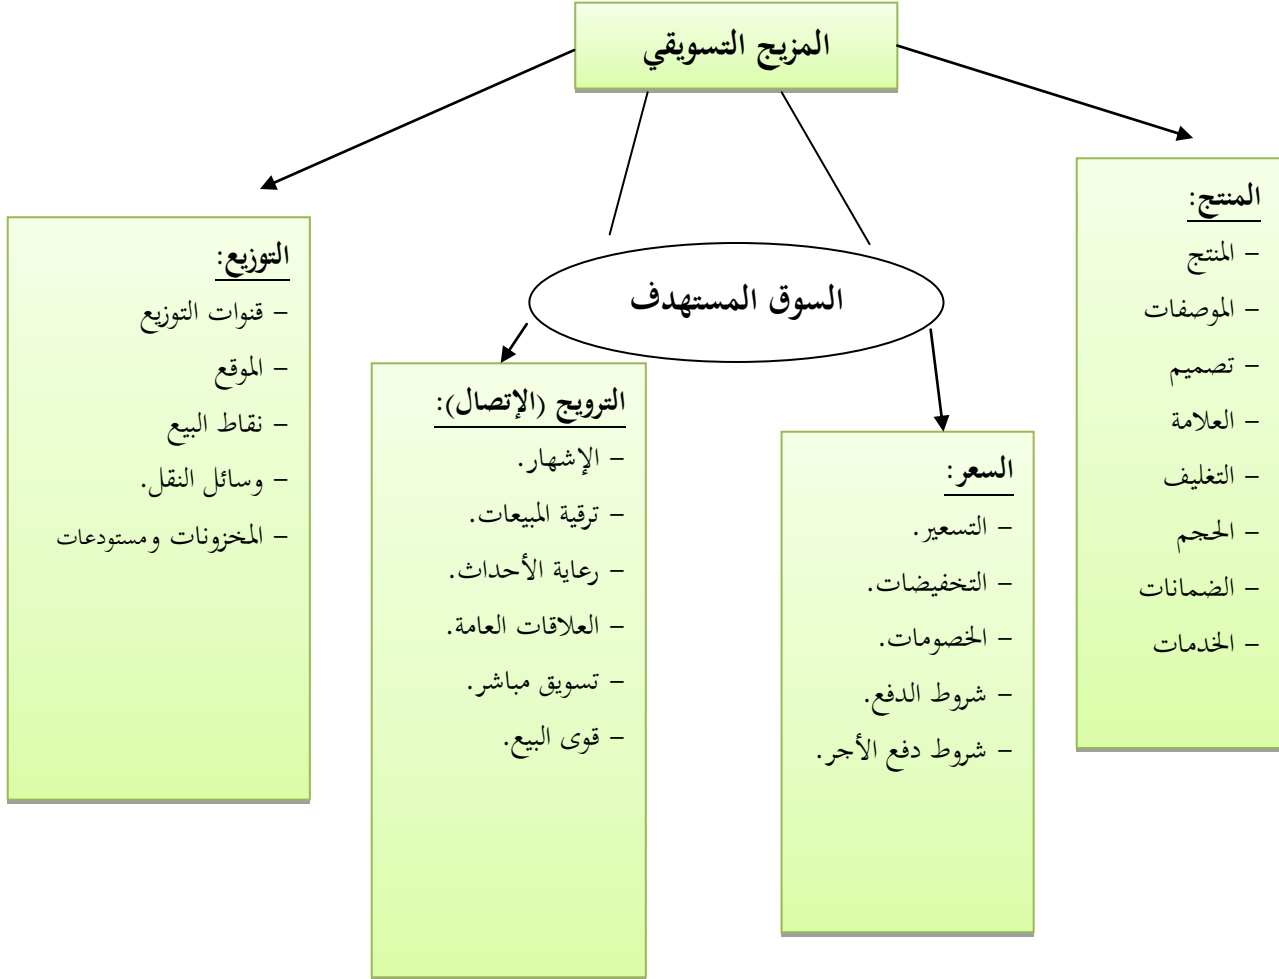 المزيج التسويقي
السوق المستهدف
المنتج:
– المنتج
– الموصفات
– تصميم
– العلامة
– التغليف
– الحجم
– الضمانات
– الخدمات
السعر:
– التسعير.
– التخفيضات.
– الخصومات.
– شروط الدفع.
– شروط دفع الأجر.
الترويج (الإتصال):
– الإشهار.
– ترقية المبيعات.
– رعاية الأحداث.
– العلاقات العامة.
– تسويق مباشر.
– قوى البيع.
التوزيع:
– قنوات التوزيع
– الموقع
– نقاط البيع
– وسائل النقل.
– المخزونات ومستودعات